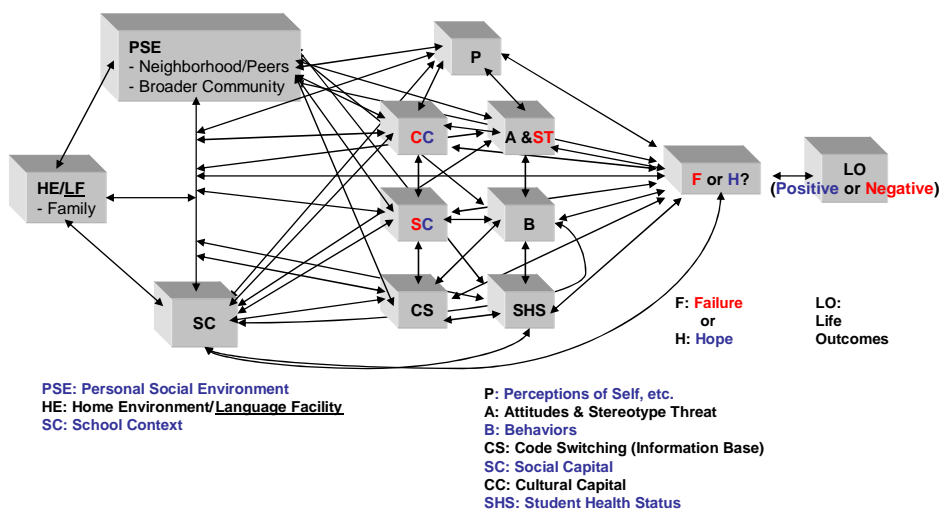 PSE
- Neighborhood/Peers
- Broader Community
P
CC
A &ST
HE/LF
- Family
F or H?
LO
(Positive or Negative)
SC
B
SC
CS
SHS
F: Failure
or
H: Hope
LO:
Life
Outcomes
PSE: Personal Social Environment
HE: Home Environment/Language Facility
SC: School Context
P: Perceptions of Self, etc.
A: Attitudes & Stereotype Threat
B: Behaviors
CS: Code Switching (Information Base)
SC: Social Capital
CC: Cultural Capital
SHS: Student Health Status